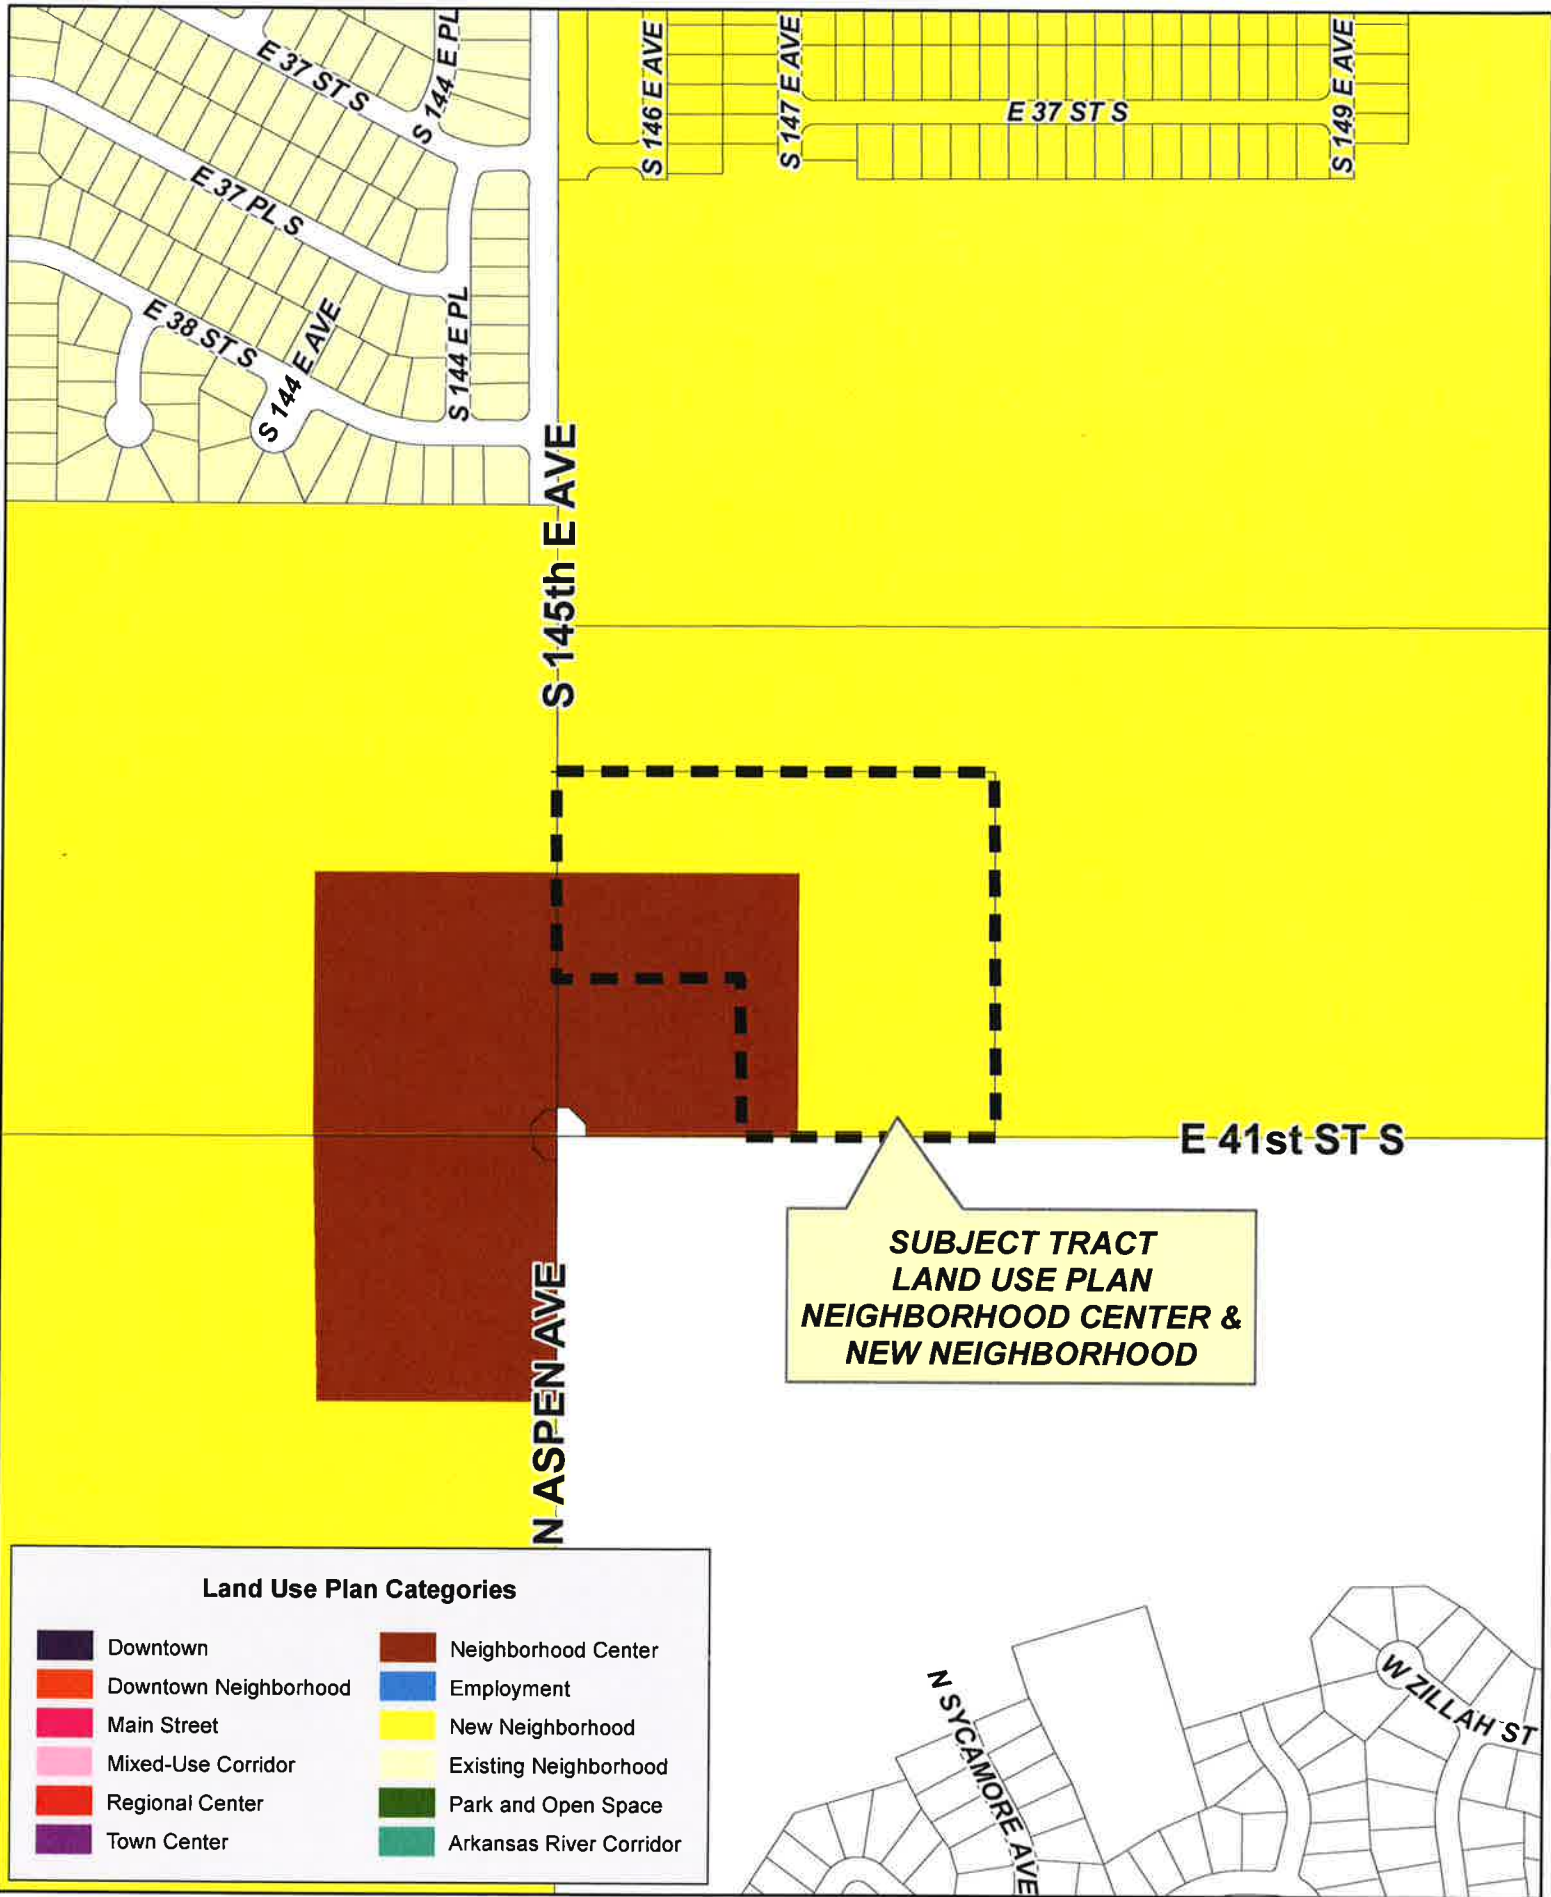 E 37 ST S
S 144 E PL
S 146 E AVE
S 147 E AVE
E 37 ST S
S 149 E AVE
E 37 PL S
E 38 ST S
S 144 E AVE
S 144 E PL
S 145th E AVE
E 41st ST S
SUBJECT TRACT
LAND USE PLAN
NEIGHBORHOOD CENTER &
NEW NEIGHBORHOOD
N ASPEN AVE
Land Use Plan Categories
Downtown
Downtown Neighborhood
Main Street
Mixed-Use Corridor
Regional Center
Town Center
Neighborhood Center
Employment
New Neighborhood
Existing Neighborhood
Park and Open Space
Arkansas River Corridor
N SYCAMORE AVE
W ZILLAH ST